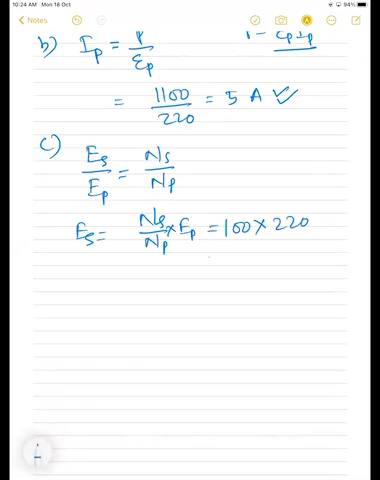 10:24 AM Mon 18 Oct
94%
Notes
b) Ip = P/Ep
P = EpIp
= 1100/220 = 5 A ✓
c)
Es/Ep = Ns/Np
Es = Ns/Np × Ep = 100 × 220